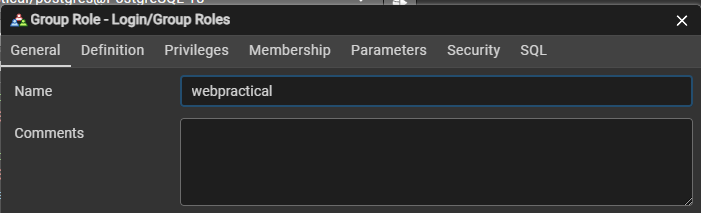 Group Role - Login/Group Roles
General Definition Privileges Membership Parameters Security SQL
Name webpractical
Comments